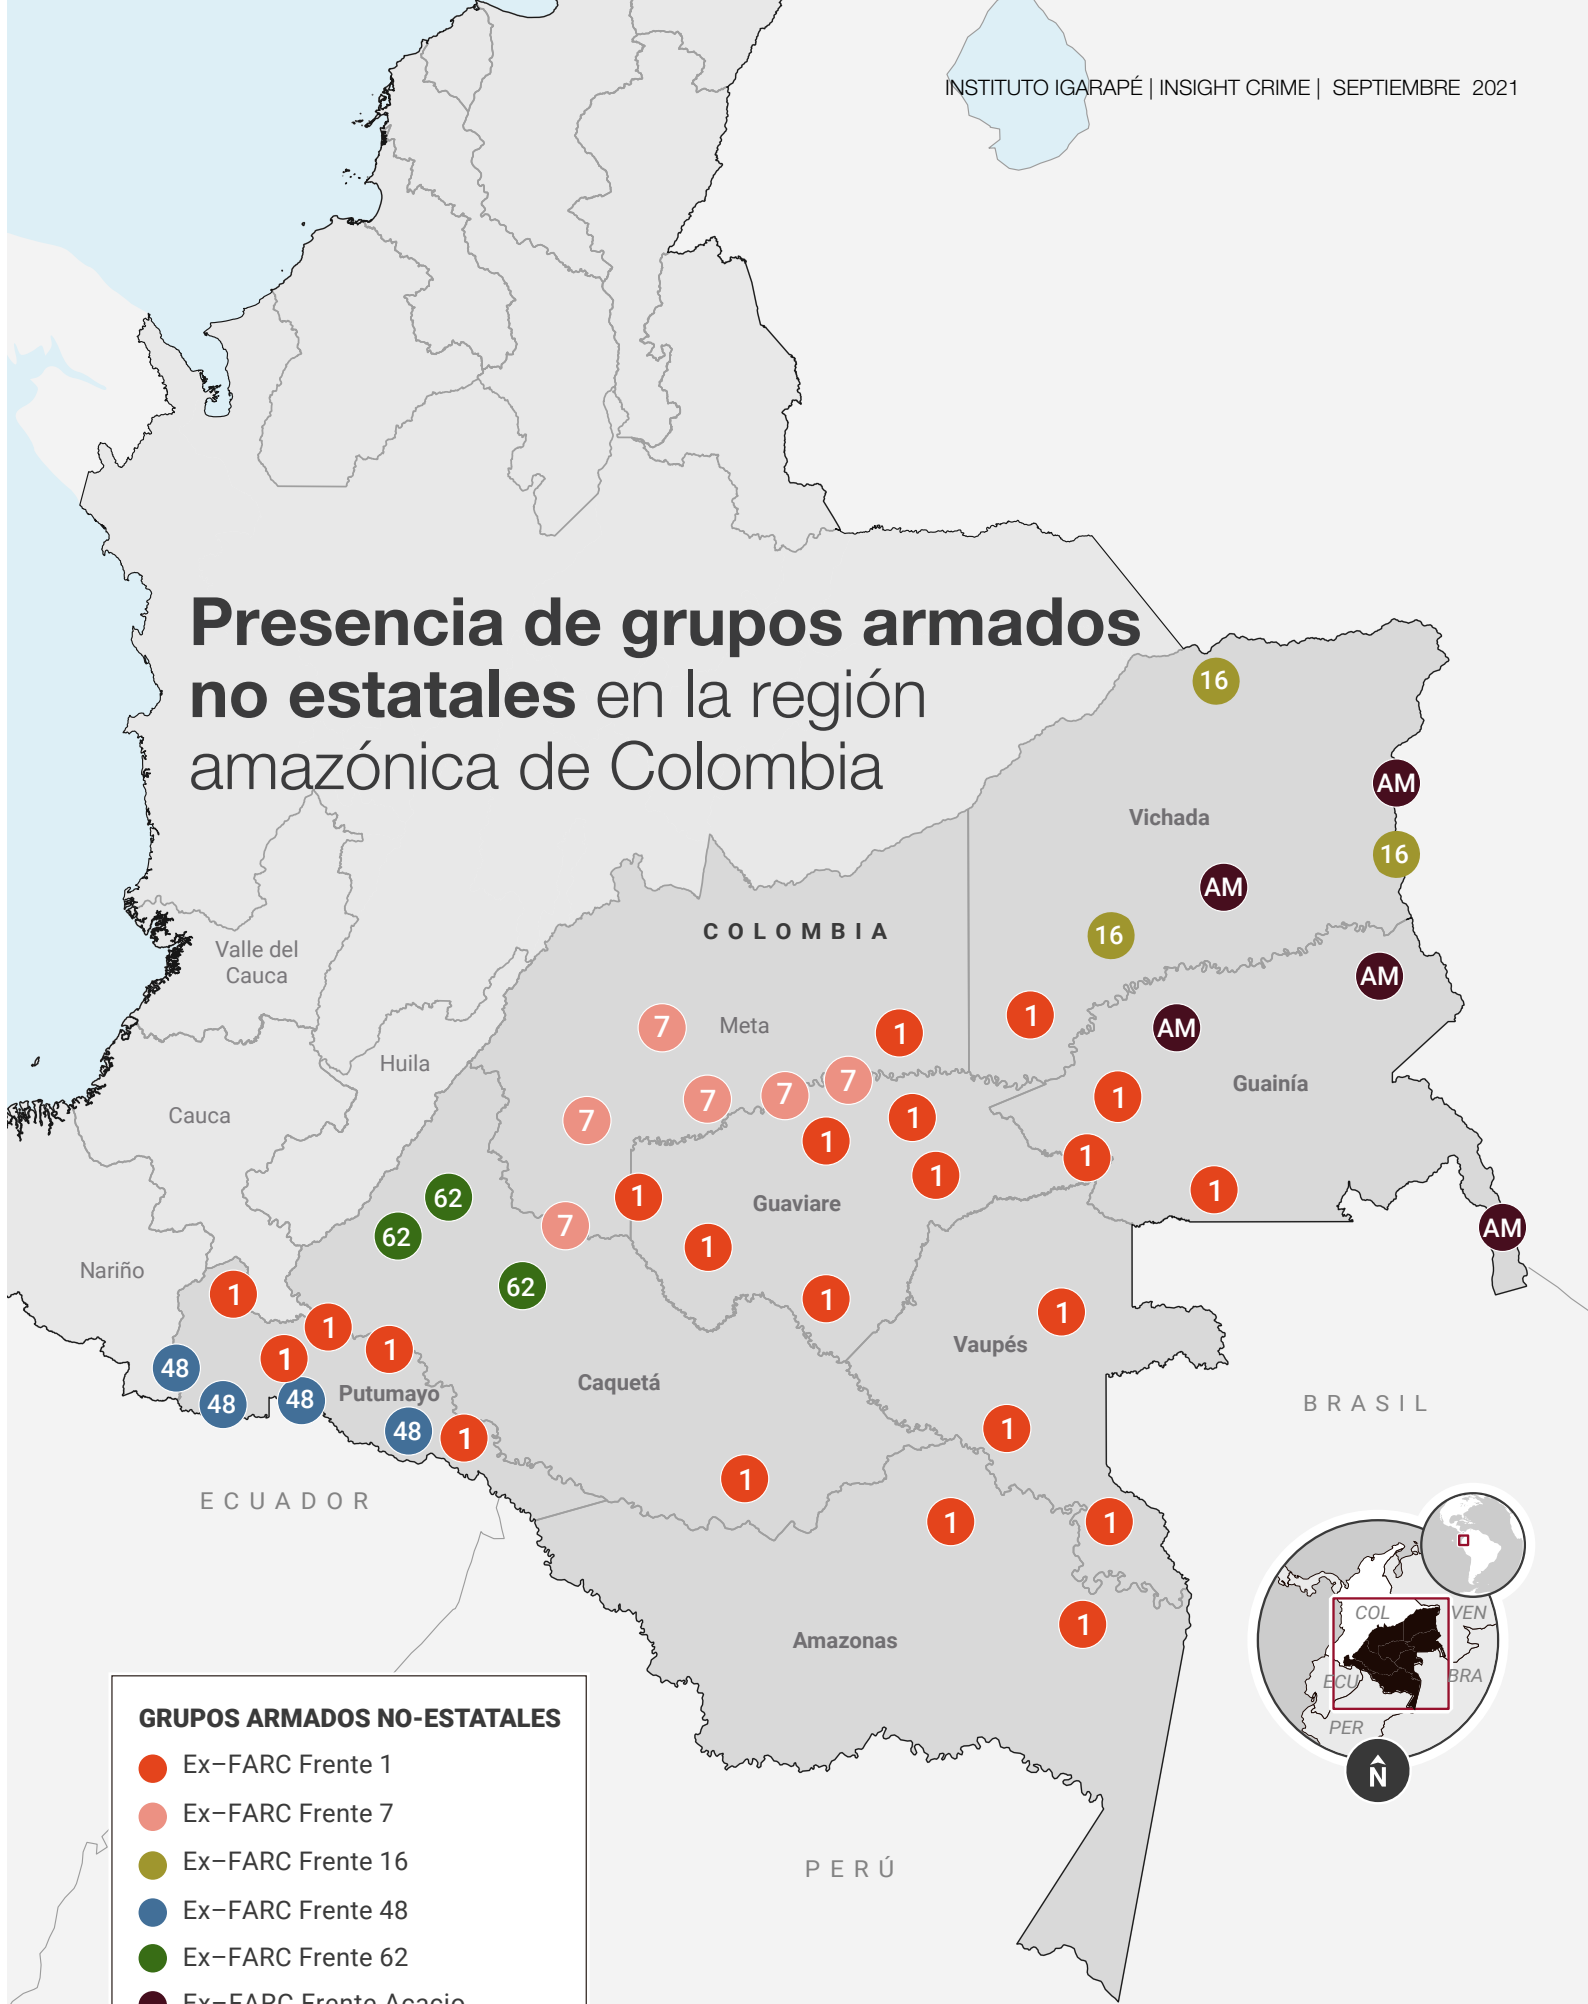 INSTITUTO IGARAPÉ | INSIGHT CRIME | SEPTIEMBRE 2021
Presencia de grupos armados
no estatales en la región
amazónica de Colombia
16
AM
Vichada
16
AM
COLOMBIA
16
Valle del
Cauca
AM
1
7
Meta
1
AM
Huila
7
Guainía
7
7
1
Cauca
7
1
1
1
1
62
1
Guaviare
1
7
62
AM
1
Nariño
62
1
1
1
1
Vaupés
1
1
48
Caquetá
Putumayo
48
48
BRASIL
48
1
1
1
ECUADOR
1
1
COL
VEN
1
Amazonas
ECU
BRA
PER
N
GRUPOS ARMADOS NO-ESTATALES
Ex–FARC Frente 1
Ex–FARC Frente 7
Ex–FARC Frente 16
PERÚ
Ex–FARC Frente 48
Ex–FARC Frente 62
Ex–FARC Frente Acacio